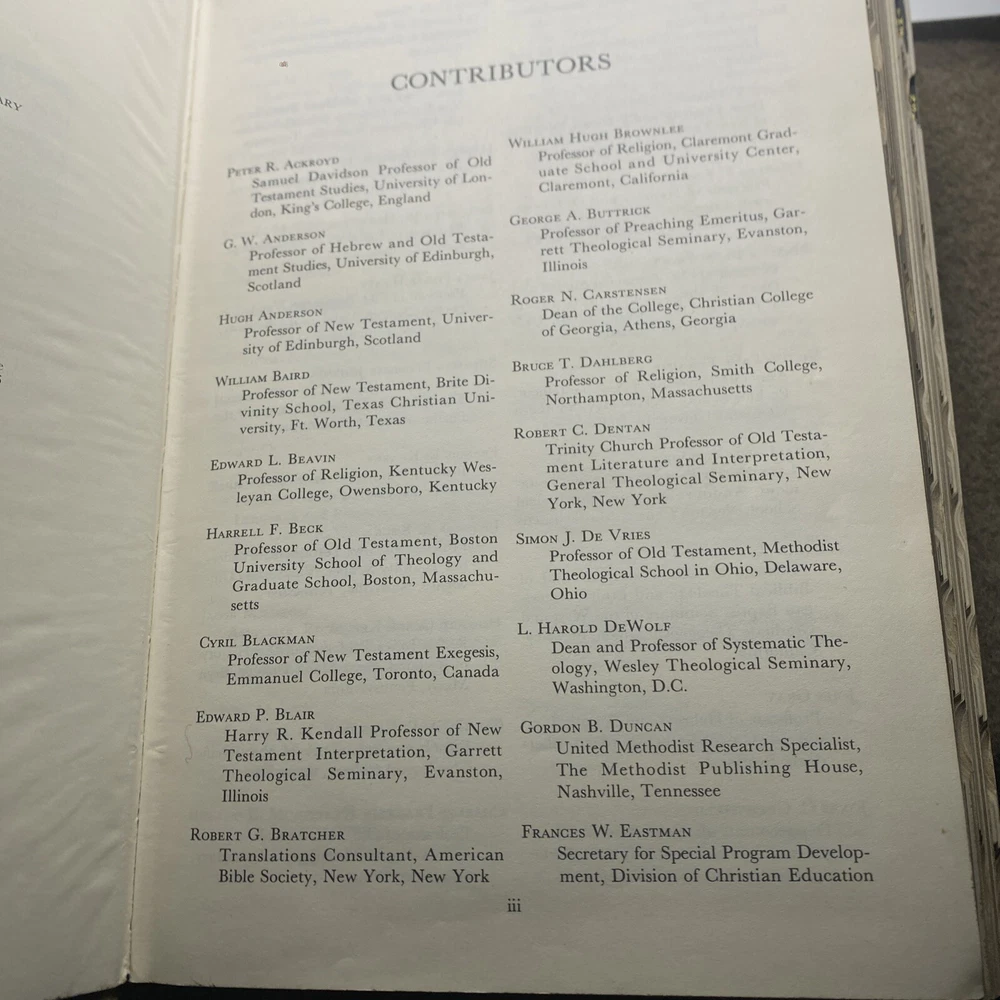 ARY
CONTRIBUTORS
PETER R. ACKROYD
Samuel Davidson Professor of Old
Testament Studies, University of Lon-
don, King's College, England
G. W. ANDERSON
Professor of Hebrew and Old Testa-
ment Studies, University of Edinburgh,
Scotland
HUGH ANDERSON
Professor of New Testament, Univer-
sity of Edinburgh, Scotland
WILLIAM BAIRD
Professor of New Testament, Brite Di-
vinity School, Texas Christian Uni-
versity, Ft. Worth, Texas
EDWARD L. BEAVIN
Professor of Religion, Kentucky Wes-
leyan College, Owensboro, Kentucky
HARRELL F. BECK
Professor of Old Testament, Boston
University School of Theology and
Graduate School, Boston, Massachu-
setts
CYRIL BLACKMAN
Professor of New Testament Exegesis,
Emmanuel College, Toronto, Canada
EDWARD P. BLAIR
Harry R. Kendall Professor of New
Testament Interpretation, Garrett
Theological Seminary, Evanston,
Illinois
ROBERT G. BRATCHER
Translations Consultant, American
Bible Society, New York, New York
WILLIAM HUGH BROWNLEE
Professor of Religion, Claremont Grad-
uate School and University Center,
Claremont, California
GEORGE A. BUTTRICK
Professor of Preaching Emeritus, Gar-
rett Theological Seminary, Evanston,
Illinois
ROGER N. CARSTENSEN
Dean of the College, Christian College
of Georgia, Athens, Georgia
BRUCE T. DAHLBERG
Professor of Religion, Smith College,
Northampton, Massachusetts
ROBERT C. DENTAN
Trinity Church Professor of Old Testa-
ment Literature and Interpretation,
General Theological Seminary, New
York, New York
SIMON J. DE VRIES
Professor of Old Testament, Methodist
Theological School in Ohio, Delaware,
Ohio
L. HAROLD DEWOLF
Dean and Professor of Systematic The-
ology, Wesley Theological Seminary,
Washington, D.C.
GORDON B. DUNCAN
United Methodist Research Specialist,
The Methodist Publishing House,
Nashville, Tennessee
FRANCES W. EASTMAN
Secretary for Special Program Develop-
ment, Division of Christian Education
iii